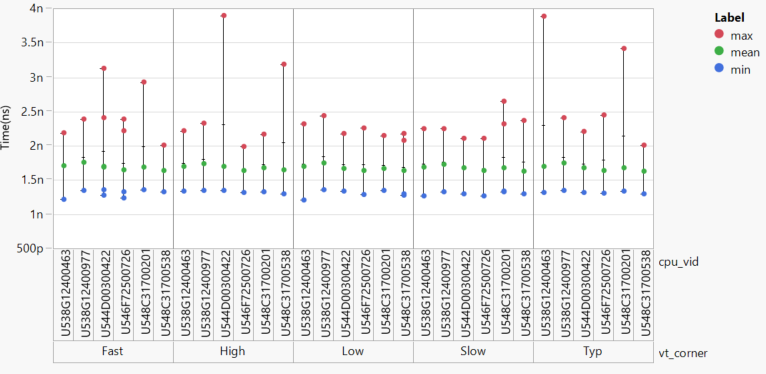 4n
3.5n
3n
2.5n
2n
1.5n
1n
500p
Time(ns)
Label
max
mean
min
U538G12400463
U538G12400977
U544D00300422
U546F72500726
U548C31700201
U548C31700538
U538G12400463
U538G12400977
U544D00300422
U546F72500726
U548C31700201
U548C31700538
U538G12400463
U538G12400977
U544D00300422
U546F72500726
U548C31700201
U548C31700538
U538G12400463
U538G12400977
U544D00300422
U546F72500726
U548C31700201
U548C31700538
U538G12400463
U538G12400977
U544D00300422
U546F72500726
U548C31700201
U548C31700538
cpu_vid
Fast High Low Slow Typ
vt_corner